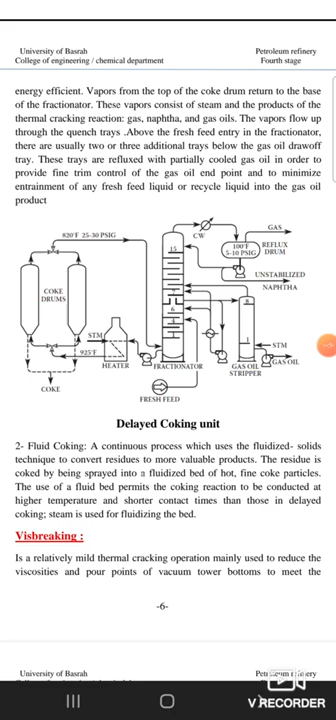 University of Basrah
Petroleum refinery
College of engineering / chemical department
Fourth stage
energy efficient. Vapors from the top of the coke drum return to the base
of the fractionator. These vapors consist of steam and the products of the
thermal cracking reaction: gas, naphtha, and gas oils. The vapors flow up
through the quench trays .Above the fresh feed entry in the fractionator,
there are usually two or three additional trays below the gas oil drawoff
tray. These trays are refluxed with partially cooled gas oil in order to
provide fine trim control of the gas oil end point and to minimize
entrainment of any fresh feed liquid or recycle liquid into the gas oil
product
820°F 25-30 PSIG
CW
GAS
15
100°F
5-10 PSIG
REFLUX
DRUM
UNSTABILIZED
NAPHTHA
COKE
DRUMS
6
8
STM
1
STM
925°F
HEATER
FRACTIONATOR
GAS OIL
STRIPPER
GAS OIL
COKE
FRESH FEED
Delayed Coking unit
2- Fluid Coking: A continuous process which uses the fluidized- solids
technique to convert residues to more valuable products. The residue is
coked by being sprayed into a fluidized bed of hot, fine coke particles.
The use of a fluid bed permits the coking reaction to be conducted at
higher temperature and shorter contact times than those in delayed
coking; steam is used for fluidizing the bed.
Visbreaking :
Is a relatively mild thermal cracking operation mainly used to reduce the
viscosities and pour points of vacuum tower bottoms to meet the
-6-
University of Basrah
V RECORDER